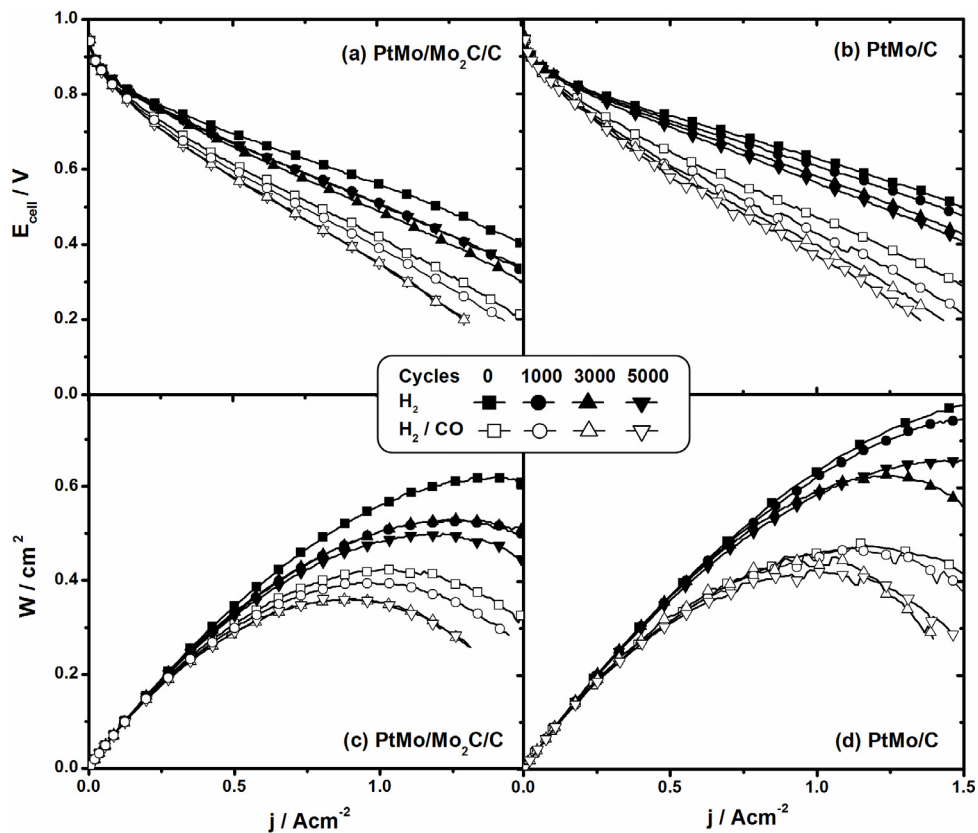 1.0
(a) PtMo/Mo₂C/C
(b) PtMo/C
0.8
0.6
E_cell / V
0.4
0.2
0.0
Cycles 0 1000 3000 5000
H₂
H₂ / CO
0.6
W / cm²
0.4
0.2
(c) PtMo/Mo₂C/C
(d) PtMo/C
0.0
0.0 0.5 1.0 0.5 1.0 1.5
j / Acm⁻² j / Acm⁻²